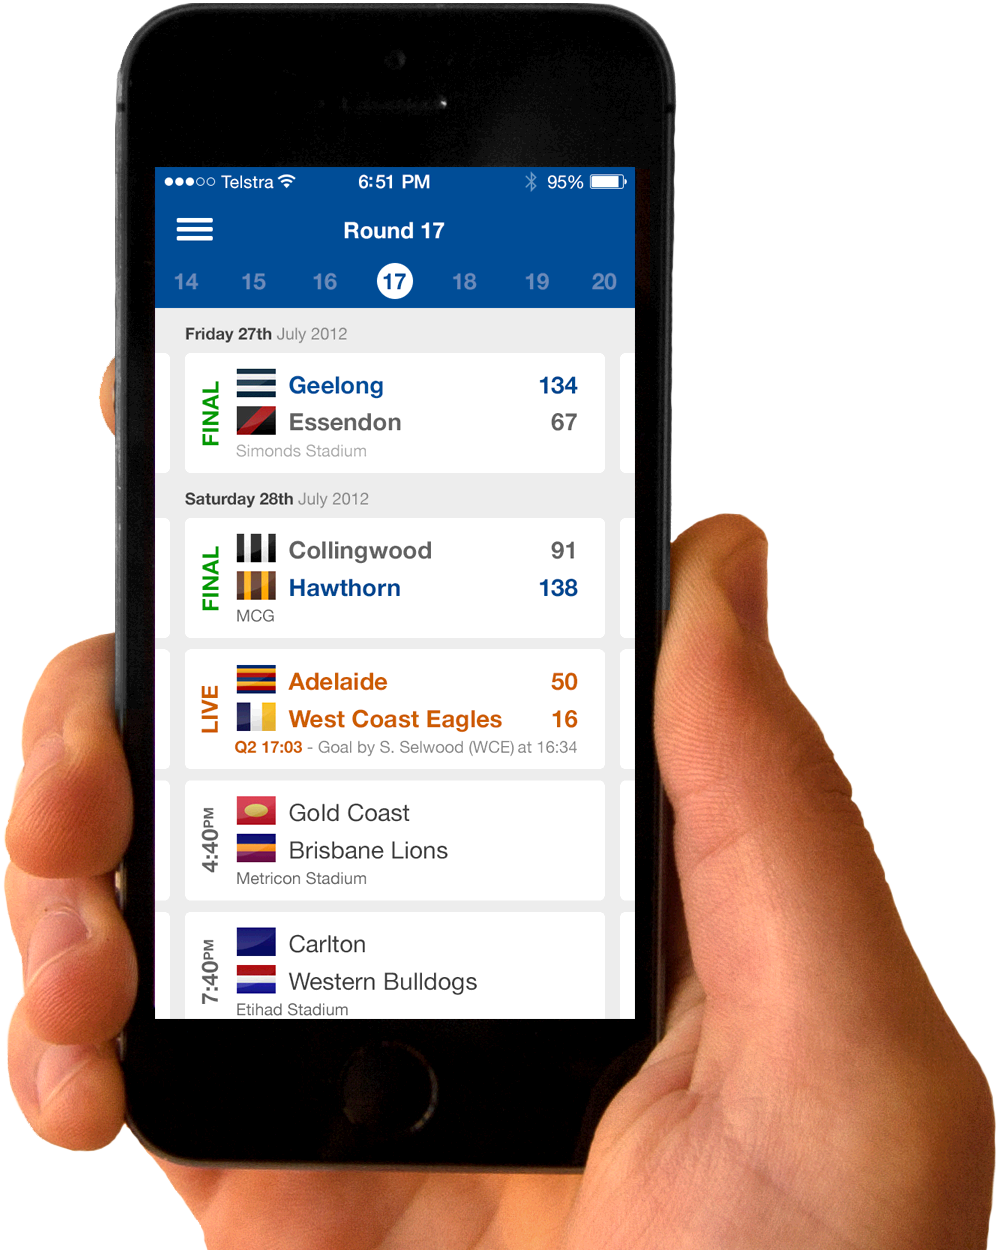 Telstra 6:51 PM 95%
Round 17
14 15 16 17 18 19 20
Friday 27th July 2012
FINAL
Geelong 134
Essendon 67
Simonds Stadium
Saturday 28th July 2012
FINAL
Collingwood 91
Hawthorn 138
MCG
LIVE
Adelaide 50
West Coast Eagles 16
Q2 17:03 - Goal by S. Selwood (WCE) at 16:34
4:40PM
Gold Coast
Brisbane Lions
Metricon Stadium
7:40PM
Carlton
Western Bulldogs
Etihad Stadium